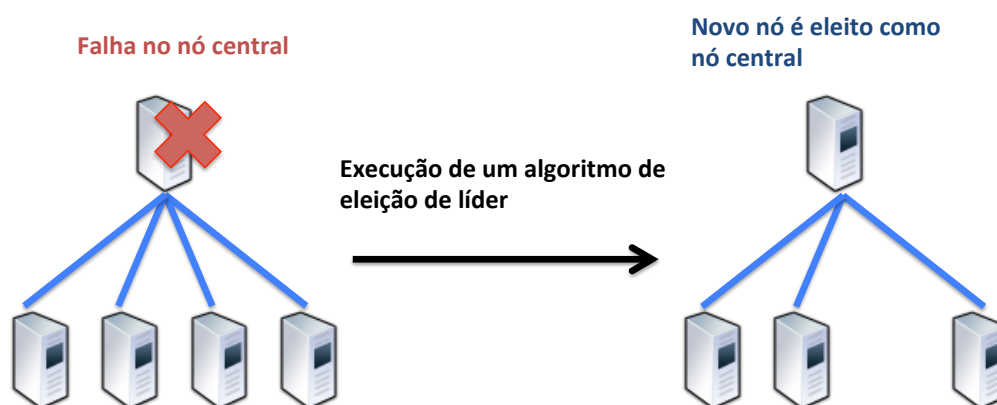 Falha no nó central
Novo nó é eleito como
nó central
Execução de um algoritmo de
eleição de líder